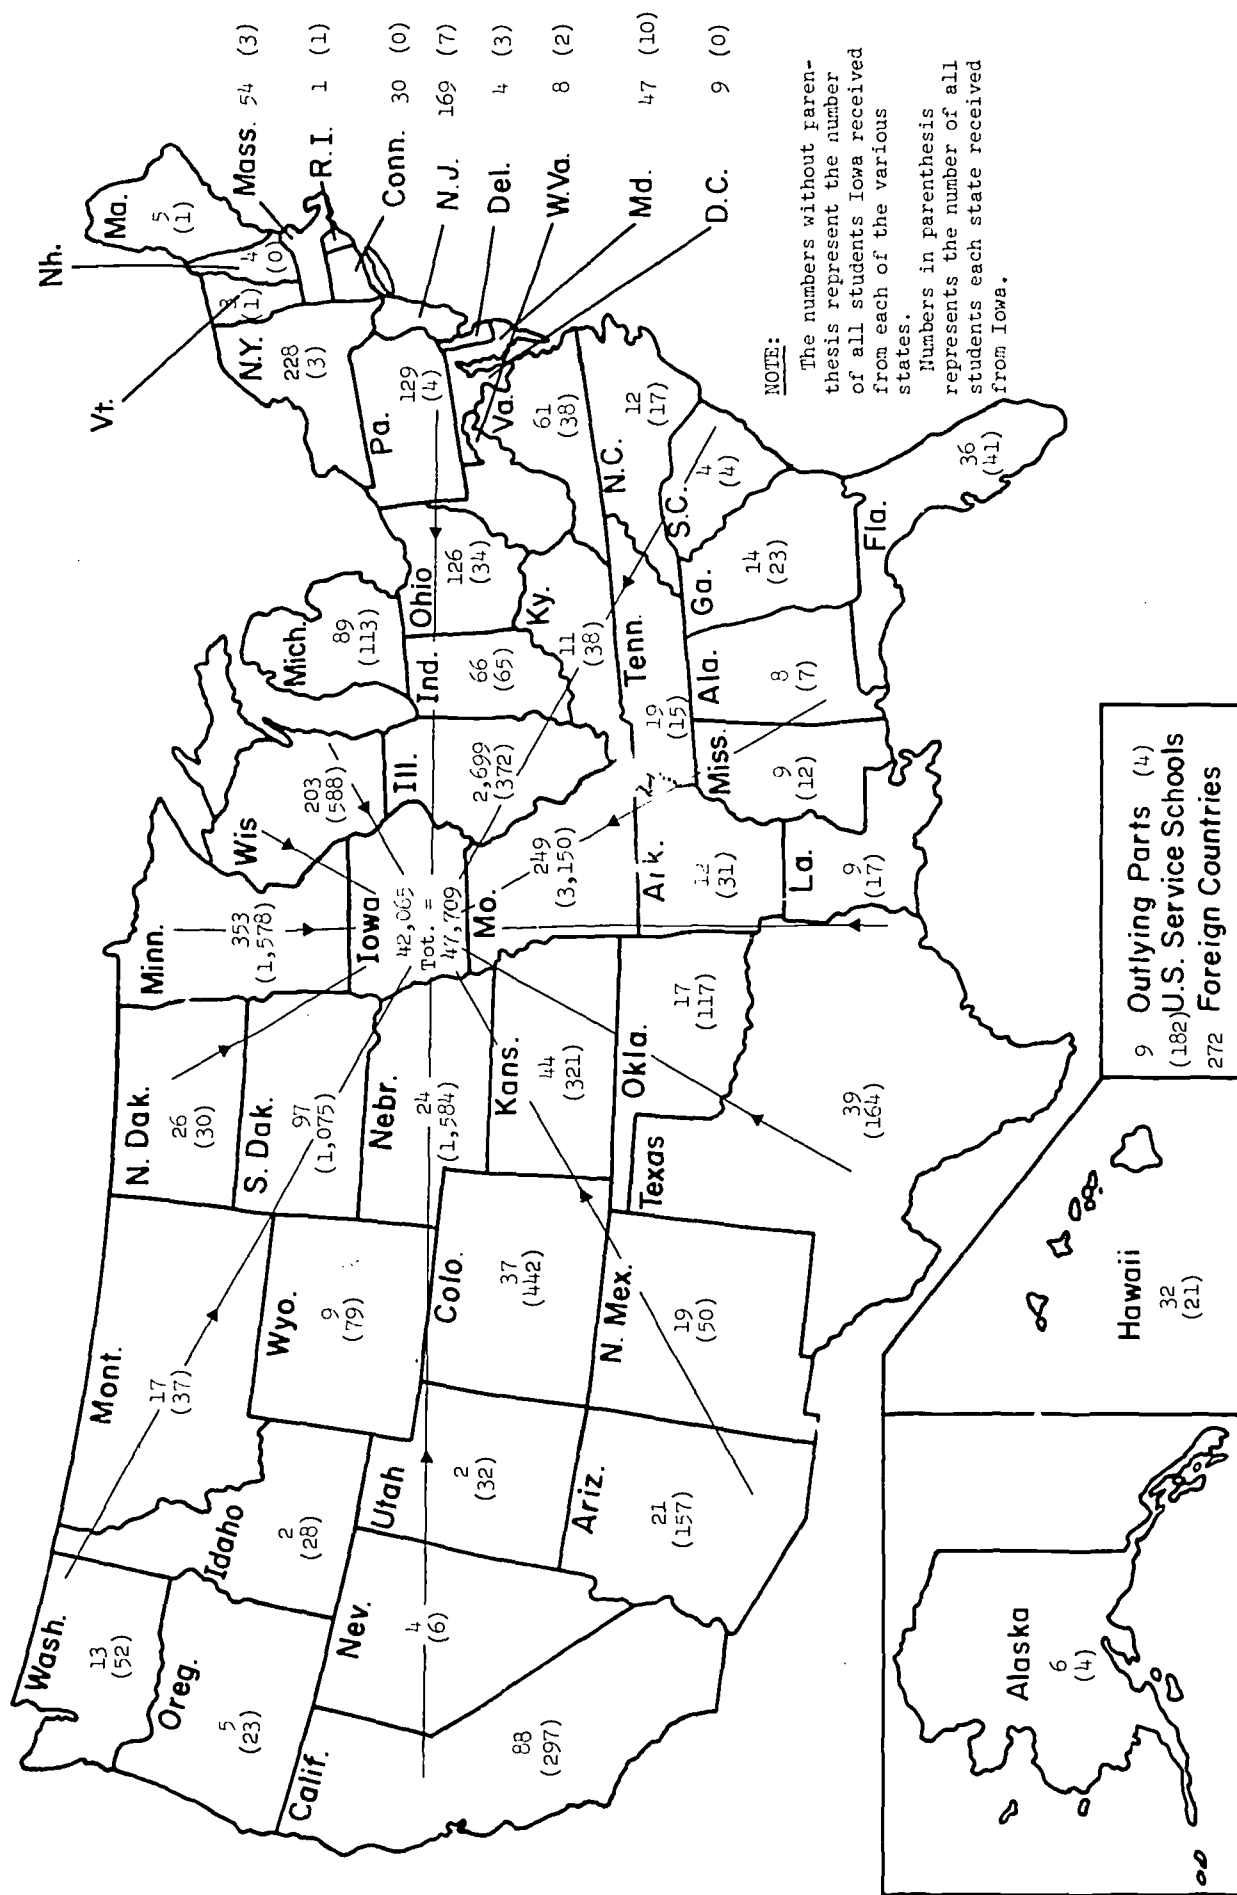 Wash.
13
(52)
Oreg.
5
(23)
Calif.
88
(297)
Nev.
4
(6)
Idaho
2
(28)
Mont.
17
(37)
Wyo.
9
(79)
Utah
2
(32)
Ariz.
21
(157)
Colo.
37
(442)
N. Mex.
19
(50)
N. Dak.
26
(30)
S. Dak.
97
(1,075)
Nebr.
24
(1,584)
Kans.
44
(321)
Okla.
17
(117)
Texas
39
(164)
Minn.
353
(1,578)
Iowa
42,065
Tot. =
47,709
Mo.
249
(3,150)
Ark.
12
(31)
La.
9
(17)
Wis
203
(588)
Ill.
2,699
(372)
Mich.
89
(113)
Ind.
66
(65)
Ohio
126
(34)
Ky.
11
(38)
Tenn.
19
(15)
Miss.
9
(12)
Ala.
8
(7)
Ga.
14
(23)
Fla.
36
(41)
S.C.
4
(4)
N.C.
12
(17)
Va.
61
(38)
Pa.
129
(4)
N.Y.
228
(3)
Vt.
(1)
Nh.
4
(0)
Ma.
5
(1)
Mass. 54 (3)
R.I. 1 (1)
Conn. 30 (0)
N.J. 169 (7)
Del. 4 (3)
W.Va. 8 (2)
Md. 47 (10)
D.C. 9 (0)
NOTE:
The numbers without paren-
thesis represent the number
of all students Iowa received
from each of the various
states.
Numbers in parenthesis
represents the number of all
students each state received
from Iowa.
Alaska
6
(4)
Hawaii
32
(21)
9 Outlying Parts (4)
(182) U.S. Service Schools
272 Foreign Countries